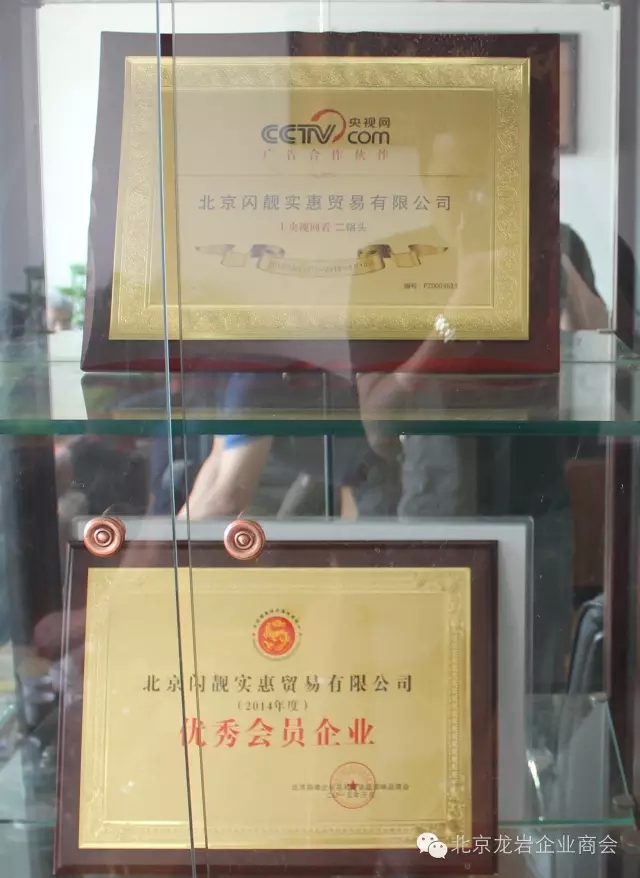 CCTV 央视网
com
广告合作伙伴
北京闪靓实惠贸易有限公司
北京闪靓实惠贸易有限公司
(2014年度)
优秀会员企业
北京龙岩企业商会